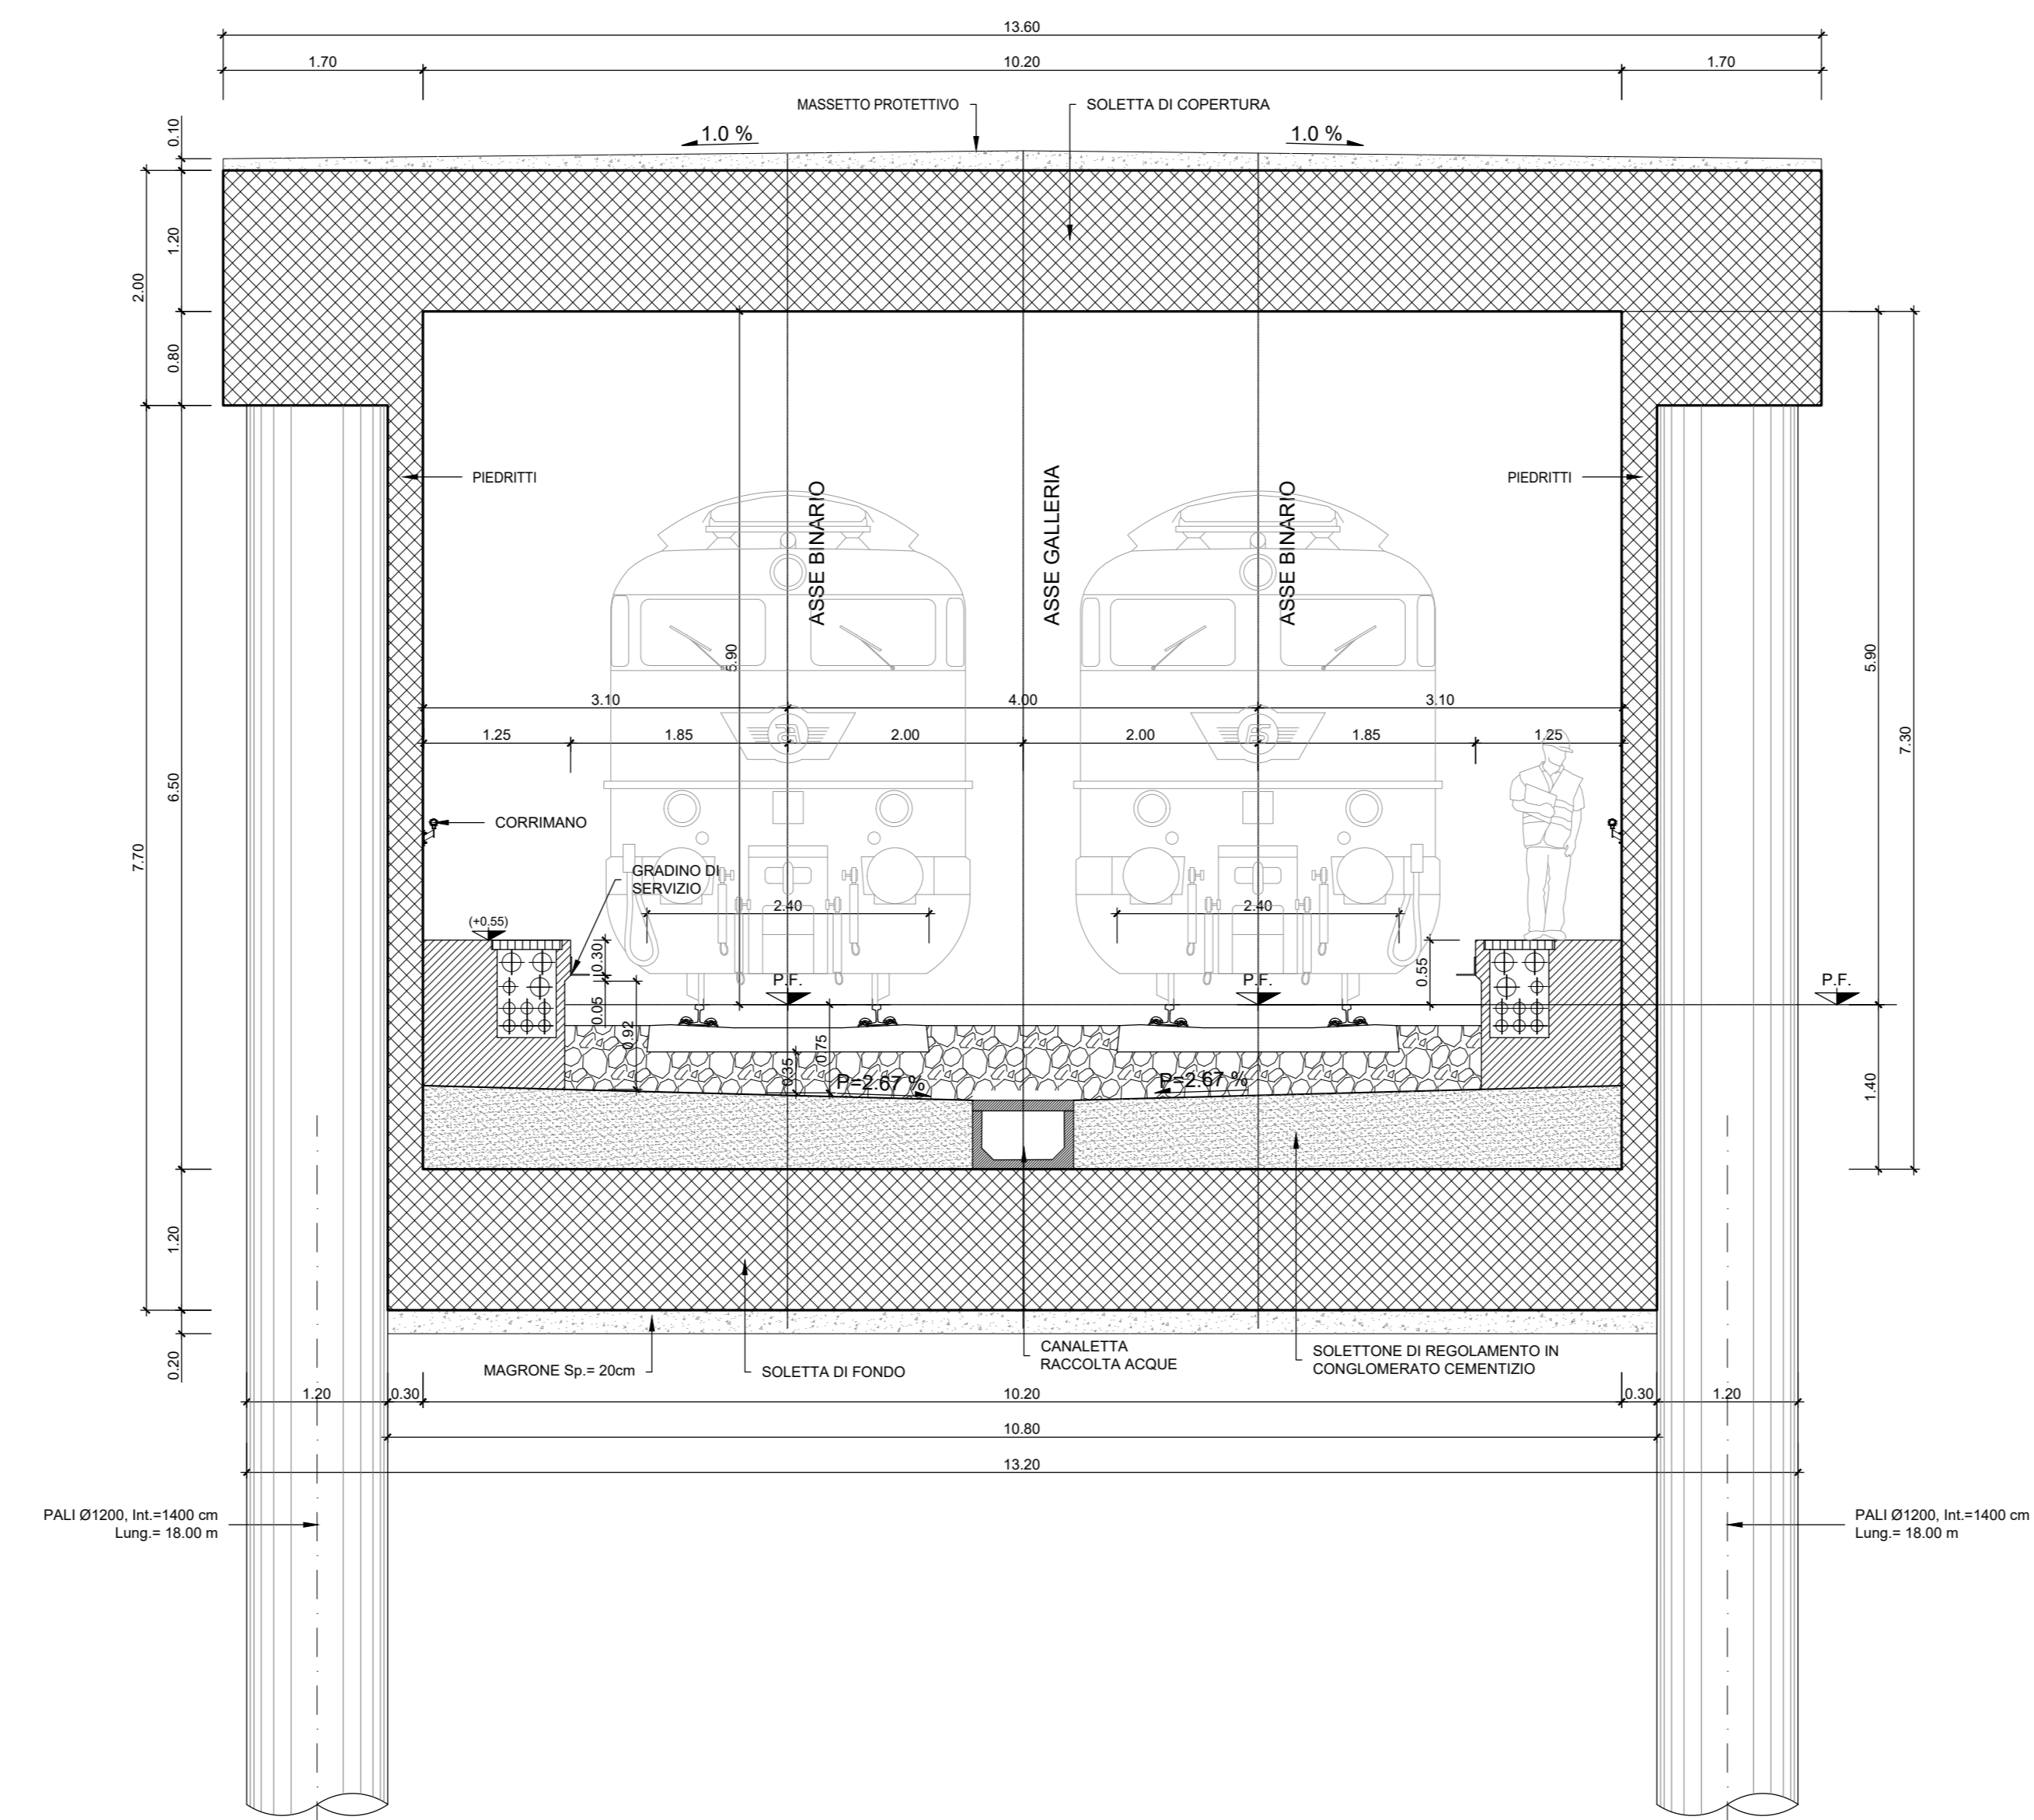 13.60
1.70
10.20
1.70
MASSETTO PROTETTIVO
SOLETTA DI COPERTURA
0.10
1.0 %
1.0 %
1.20
2.00
0.80
PIEDRITTI
PIEDRITTI
ASSE BINARIO
ASSE GALLERIA
ASSE BINARIO
5.90
5.90
3.10
4.00
3.10
1.25
1.85
2.00
2.00
1.85
1.25
7.30
6.50
7.70
CORRIMANO
GRADINO DI
SERVIZIO
2.40
2.40
(+0.55)
0.30
0.55
P.F.
P.F.
P.F.
0.05
0.92
0.75
0.35
P=2.67 %
P=2.67 %
1.40
1.20
0.20
MAGRONE Sp.= 20cm
SOLETTA DI FONDO
CANALETTA
RACCOLTA ACQUE
SOLETTONE DI REGOLAMENTO IN
CONGLOMERATO CEMENTIZIO
1.20
0.30
10.20
0.30
1.20
10.80
13.20
PALI Ø1200, Int.=1400 cm
Lung.= 18.00 m
PALI Ø1200, Int.=1400 cm
Lung.= 18.00 m